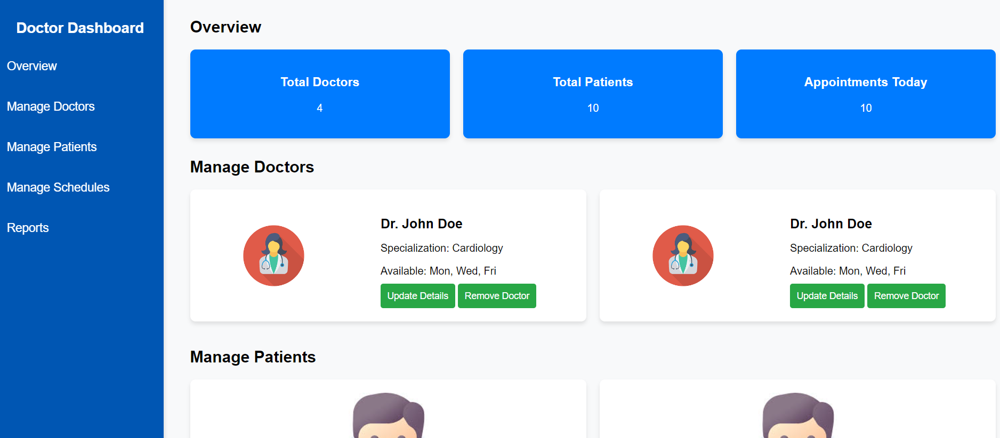 Doctor Dashboard
Overview
Manage Doctors
Manage Patients
Manage Schedules
Reports
Overview
Total Doctors
4
Total Patients
10
Appointments Today
10
Manage Doctors
Dr. John Doe
Specialization: Cardiology
Available: Mon, Wed, Fri
Update Details
Remove Doctor
Dr. John Doe
Specialization: Cardiology
Available: Mon, Wed, Fri
Update Details
Remove Doctor
Manage Patients